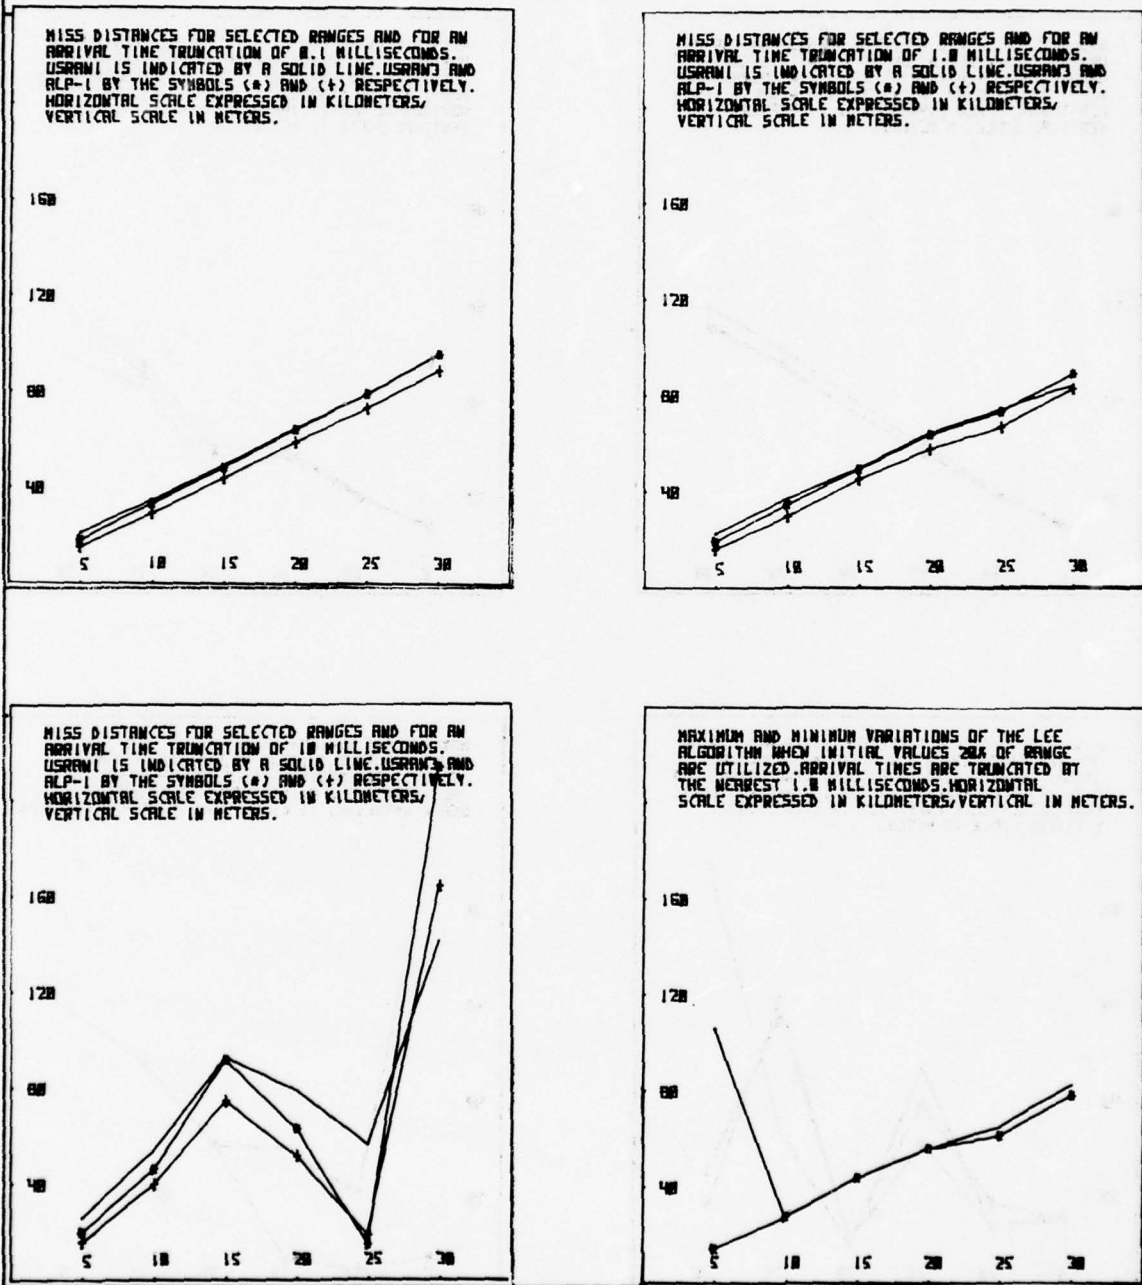 MISS DISTANCES FOR SELECTED RANGES AND FOR AN
ARRIVAL TIME TRUNCATION OF 0.1 MILLISECONDS.
USRAN1 IS INDICATED BY A SOLID LINE.USRAN3 AND
ALP-1 BY THE SYMBOLS (*) AND (+) RESPECTIVELY.
HORIZONTAL SCALE EXPRESSED IN KILOMETERS,
VERTICAL SCALE IN METERS.
160
120
80
40
5 10 15 20 25 30
MISS DISTANCES FOR SELECTED RANGES AND FOR AN
ARRIVAL TIME TRUNCATION OF 1.0 MILLISECONDS.
USRAN1 IS INDICATED BY A SOLID LINE.USRAN3 AND
ALP-1 BY THE SYMBOLS (*) AND (+) RESPECTIVELY.
HORIZONTAL SCALE EXPRESSED IN KILOMETERS,
VERTICAL SCALE IN METERS.
160
120
80
40
5 10 15 20 25 30
MISS DISTANCES FOR SELECTED RANGES AND FOR AN
ARRIVAL TIME TRUNCATION OF 10 MILLISECONDS.
USRAN1 IS INDICATED BY A SOLID LINE.USRAN3 AND
ALP-1 BY THE SYMBOLS (*) AND (+) RESPECTIVELY.
HORIZONTAL SCALE EXPRESSED IN KILOMETERS,
VERTICAL SCALE IN METERS.
160
120
80
40
5 10 15 20 25 30
MAXIMUM AND MINIMUM VARIATIONS OF THE LEE
ALGORITHM WHEN INITIAL VALUES 20% OF RANGE
ARE UTILIZED.ARRIVAL TIMES ARE TRUNCATED AT
THE NEAREST 1.0 MILLISECONDS.HORIZONTAL
SCALE EXPRESSED IN KILOMETERS,VERTICAL IN METERS.
160
120
80
40
5 10 15 20 25 30